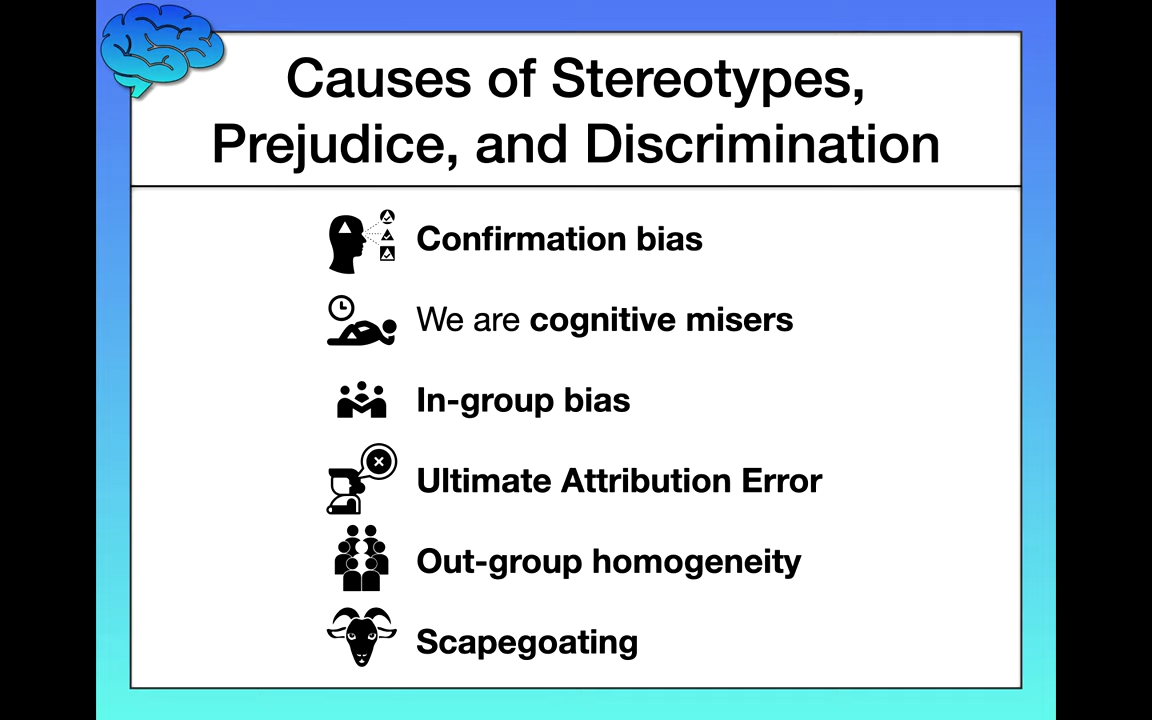 Causes of Stereotypes,
Prejudice, and Discrimination
Confirmation bias
We are cognitive misers
In-group bias
Ultimate Attribution Error
Out-group homogeneity
Scapegoating